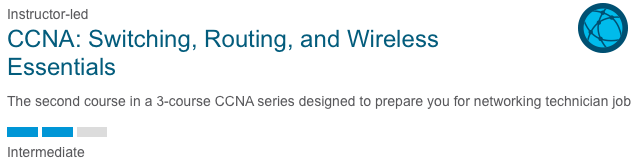 Instructor-led
CCNA: Switching, Routing, and Wireless
Essentials
The second course in a 3-course CCNA series designed to prepare you for networking technician job
Intermediate